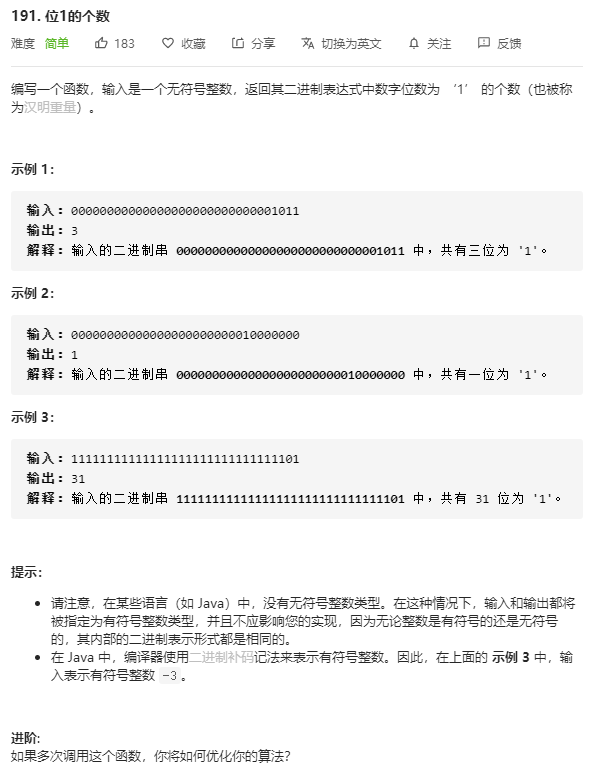 191. 位1的个数
难度 简单 183 收藏 分享 切换为英文 关注 反馈
编写一个函数，输入是一个无符号整数，返回其二进制表达式中数字位数为 ‘1’ 的个数（也被称
为汉明重量）。
示例 1：
输入：00000000000000000000000000001011
输出：3
解释：输入的二进制串 00000000000000000000000000001011 中，共有三位为 '1'。
示例 2：
输入：00000000000000000000000010000000
输出：1
解释：输入的二进制串 00000000000000000000000010000000 中，共有一位为 '1'。
示例 3：
输入：11111111111111111111111111111101
输出：31
解释：输入的二进制串 11111111111111111111111111111101 中，共有 31 位为 '1'。
提示：
请注意，在某些语言（如 Java）中，没有无符号整数类型。在这种情况下，输入和输出都将
被指定为有符号整数类型，并且不应影响您的实现，因为无论整数是有符号的还是无符号
的，其内部的二进制表示形式都是相同的。
在 Java 中，编译器使用二进制补码记法来表示有符号整数。因此，在上面的 示例 3 中，输
入表示有符号整数 -3。
进阶:
如果多次调用这个函数，你将如何优化你的算法？